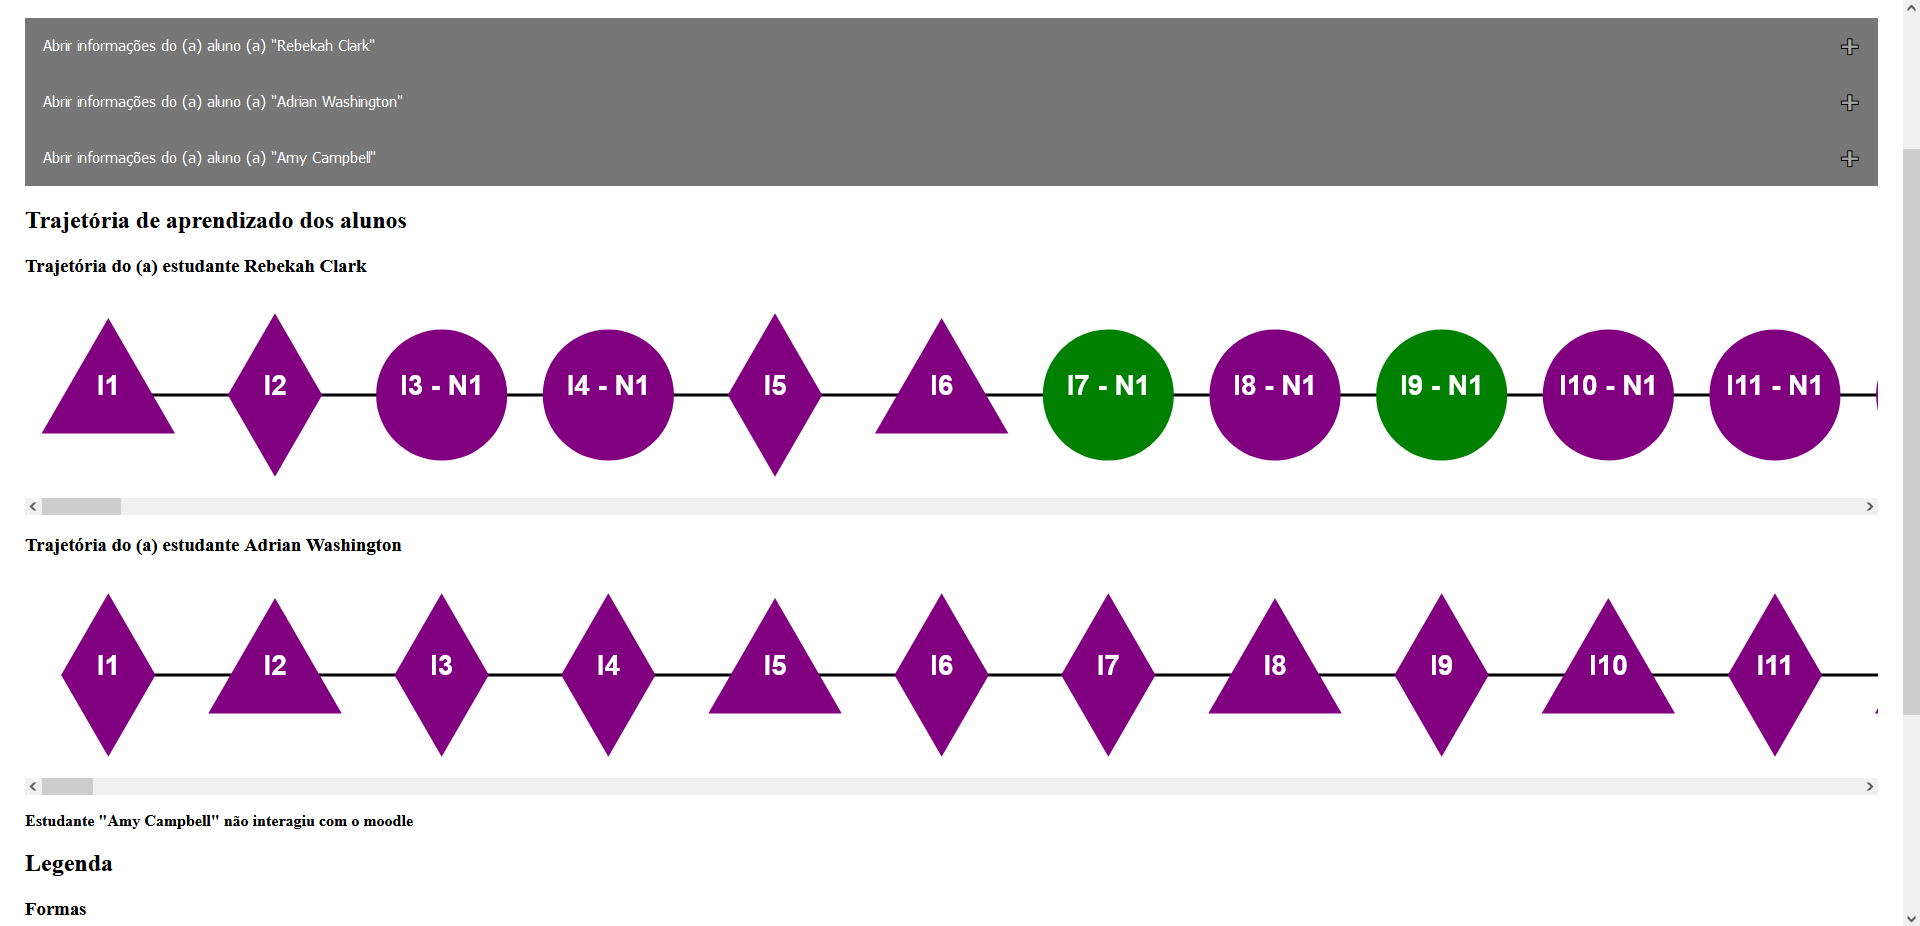 Abrir informações do (a) aluno (a) "Rebekah Clark"
Abrir informações do (a) aluno (a) "Adrian Washington"
Abrir informações do (a) aluno (a) "Amy Campbell"
Trajetória de aprendizado dos alunos
Trajetória do (a) estudante Rebekah Clark
I1 I2 I3 - N1 I4 - N1 I5 I6 I7 - N1 I8 - N1 I9 - N1 I10 - N1 I11 - N1
Trajetória do (a) estudante Adrian Washington
I1 I2 I3 I4 I5 I6 I7 I8 I9 I10 I11
Estudante "Amy Campbell" não interagiu com o moodle
Legenda
Formas